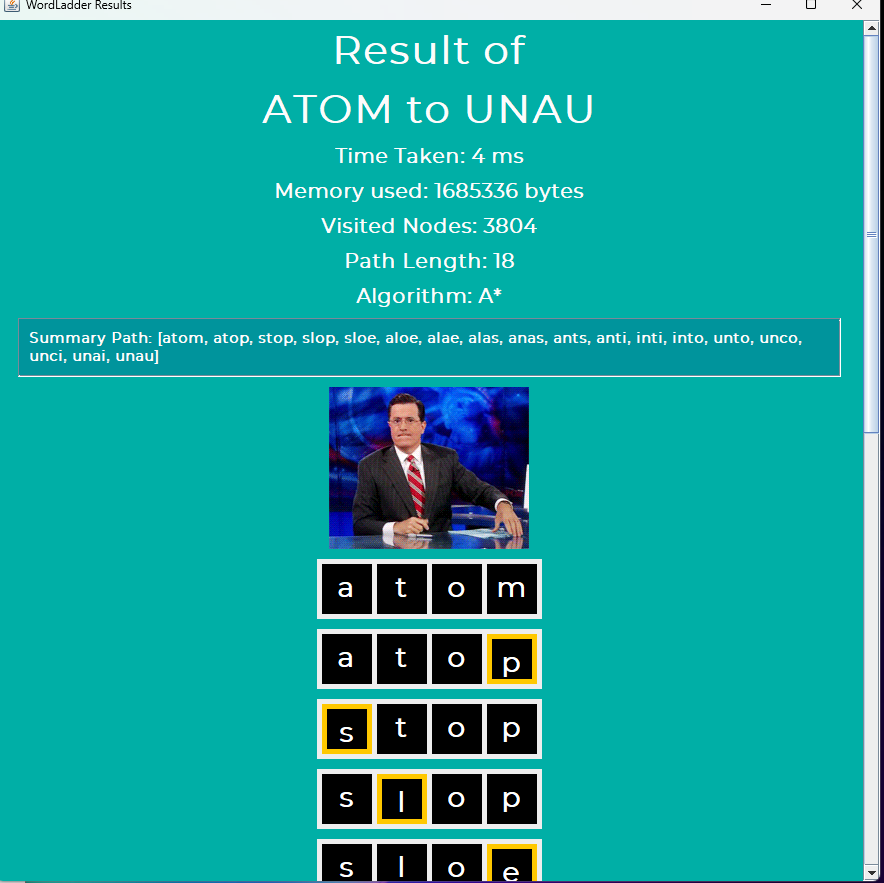 WordLadder Results
Result of
ATOM to UNAU
Time Taken: 4 ms
Memory used: 1685336 bytes
Visited Nodes: 3804
Path Length: 18
Algorithm: A*
Summary Path: [atom, atop, stop, slop, sloe, aloe, alae, alas, anas, ants, anti, inti, into, unto, unco,
unci, unai, unau]
a t o m
a t o p
s t o p
s l o p
s l o e